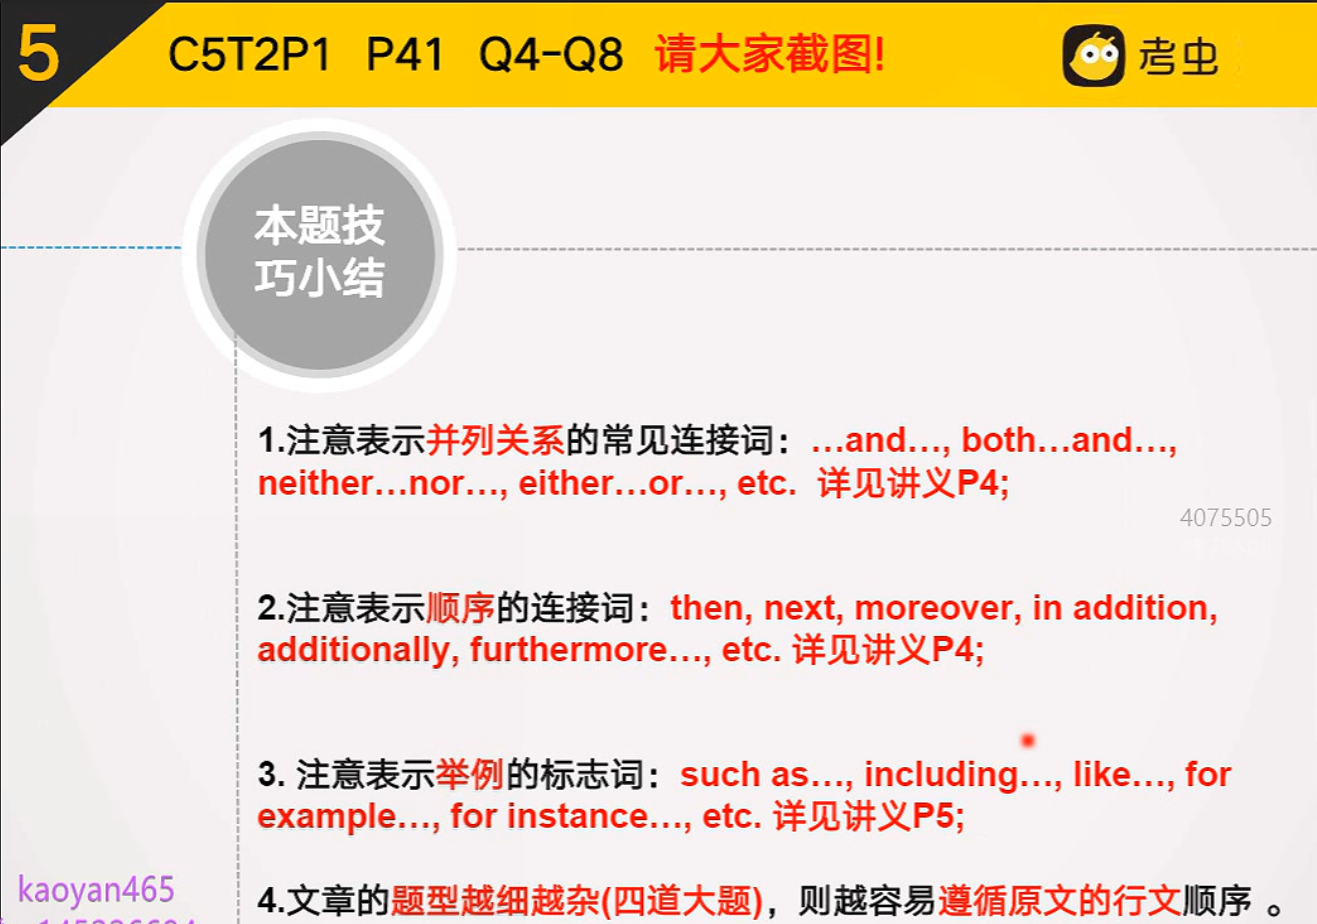 5
C5T2P1 P41 Q4-Q8 请大家截图!
考虫
本题技
巧小结
1.注意表示并列关系的常见连接词：…and…, both…and…,
neither…nor…, either…or…, etc. 详见讲义P4;
4075505
2.注意表示顺序的连接词：then, next, moreover, in addition,
additionally, furthermore…, etc. 详见讲义P4;
3. 注意表示举例的标志词：such as…, including…, like…, for
example…, for instance…, etc. 详见讲义P5;
kaoyan465
4.文章的题型越细越杂(四道大题)，则越容易遵循原文的行文顺序 。